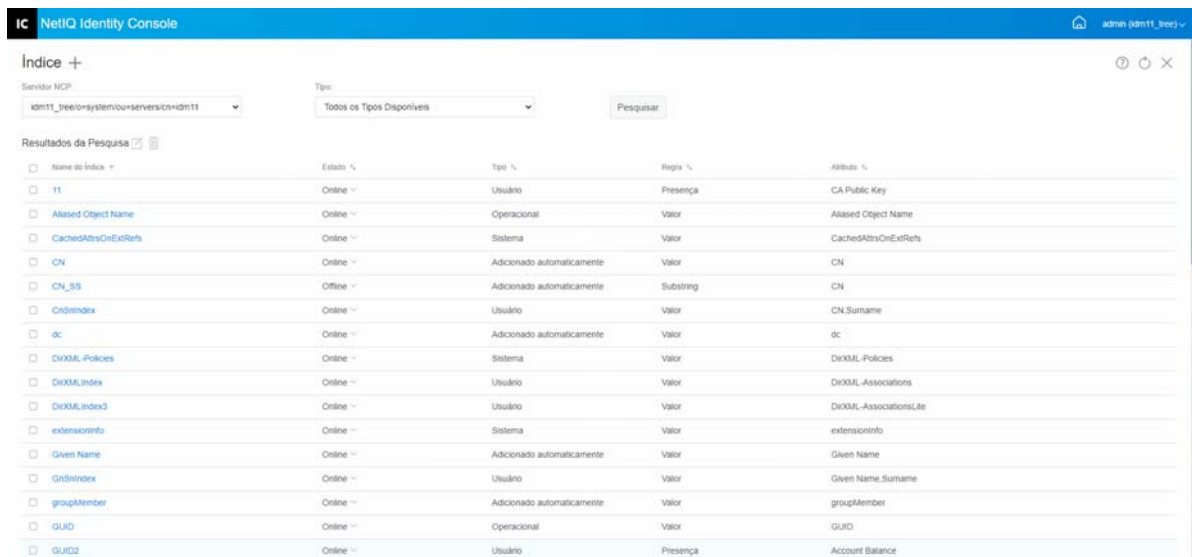 IC NetIQ Identity Console admin (idm11_tree)
Índice +
Servidor NCP: Tipo:
idm11_tree/o=system/ou=servers/cn=idm11 Todos os Tipos Disponíveis Pesquisar
Resultados da Pesquisa
Nome do Índice Estado Tipo Regra Atributo
11 Online Usuário Presença CA Public Key
Aliased Object Name Online Operacional Valor Aliased Object Name
CachedAttrsOnExtRefs Online Sistema Valor CachedAttrsOnExtRefs
CN Online Adicionado automaticamente Valor CN
CN_SS Offline Adicionado automaticamente Substring CN
CnSnIndex Online Usuário Valor CN,Surname
dc Online Adicionado automaticamente Valor dc
DirXML-Policies Online Sistema Valor DirXML-Policies
DirXMLIndex Online Usuário Valor DirXML-Associations
DirXMLIndex3 Online Usuário Valor DirXML-AssociationsLite
extensionInfo Online Sistema Valor extensionInfo
Given Name Online Adicionado automaticamente Valor Given Name
GnSnIndex Online Usuário Valor Given Name,Surname
groupMember Online Adicionado automaticamente Valor groupMember
GUID Online Operacional Valor GUID
GUID2 Online Usuário Presença Account Balance